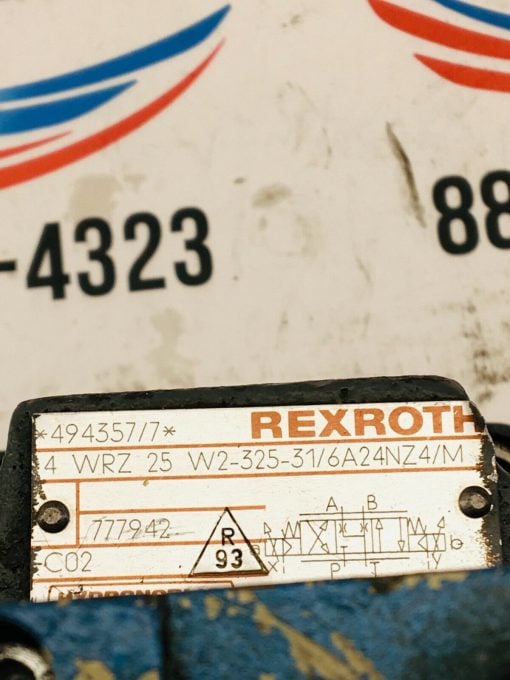 -4323
88
*494357/7*
REXROTH
4 WRZ 25 W2-325-31/6A24NZ4/M
777942
R
93
A B
P T
X Y
-C02